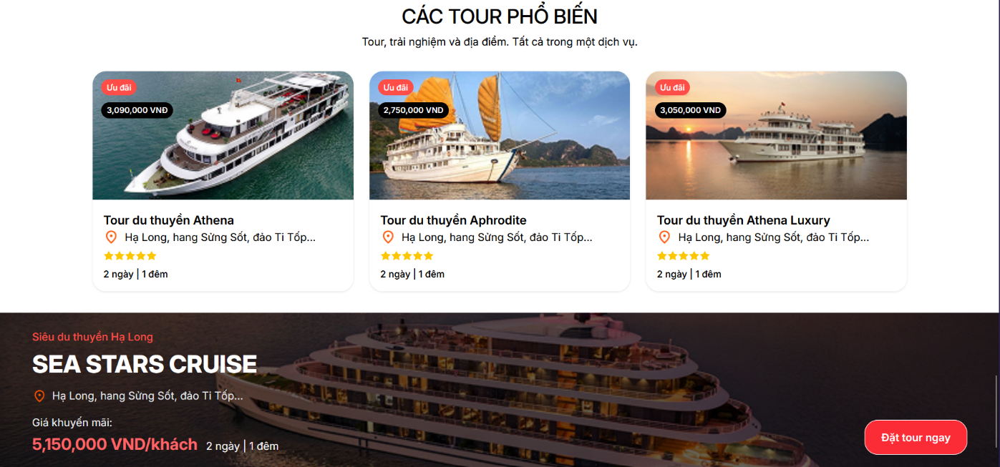 CÁC TOUR PHỔ BIẾN
Tour, trải nghiệm và địa điểm. Tất cả trong một dịch vụ.
Ưu đãi
3,090,000 VNĐ
Tour du thuyền Athena
Hạ Long, hang Sửng Sốt, đảo Ti Tốp...
2 ngày | 1 đêm
Ưu đãi
2,750,000 VND
Tour du thuyền Aphrodite
Hạ Long, hang Sửng Sốt, đảo Ti Tốp...
2 ngày | 1 đêm
Ưu đãi
3,050,000 VND
Tour du thuyền Athena Luxury
Hạ Long, hang Sửng Sốt, đảo Ti Tốp...
2 ngày | 1 đêm
Siêu du thuyền Hạ Long
SEA STARS CRUISE
Hạ Long, hang Sửng Sốt, đảo Ti Tốp...
Giá khuyến mãi:
5,150,000 VND/khách 2 ngày | 1 đêm
Đặt tour ngay